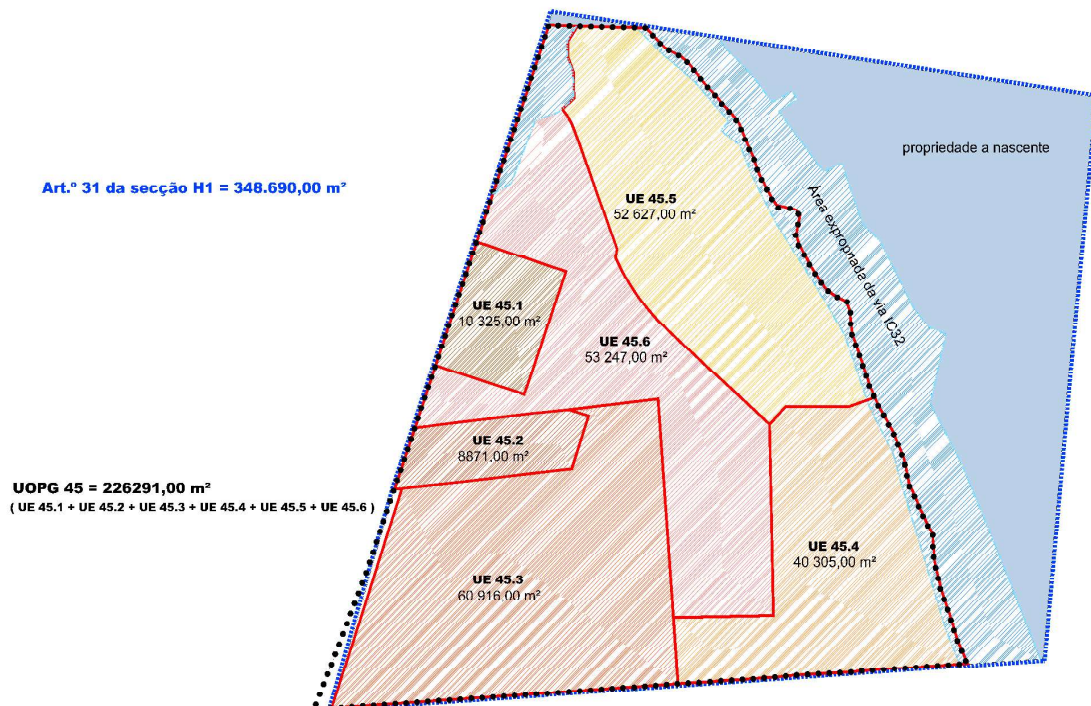 propriedade a nascente
Art.º 31 da secção H1 = 348.690,00 m²
UE 45.5
52 627,00 m²
Área expropriada da via IC32
UE 45.1
10 325,00 m²
UE 45.6
53 247,00 m²
UE 45.2
8871,00 m²
UOPG 45 = 226291,00 m²
( UE 45.1 + UE 45.2 + UE 45.3 + UE 45.4 + UE 45.5 + UE 45.6 )
UE 45.4
40 305,00 m²
UE 45.3
60 916,00 m²